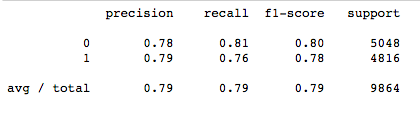 precision recall f1-score support
0 0.78 0.81 0.80 5048
1 0.79 0.76 0.78 4816
avg / total 0.79 0.79 0.79 9864